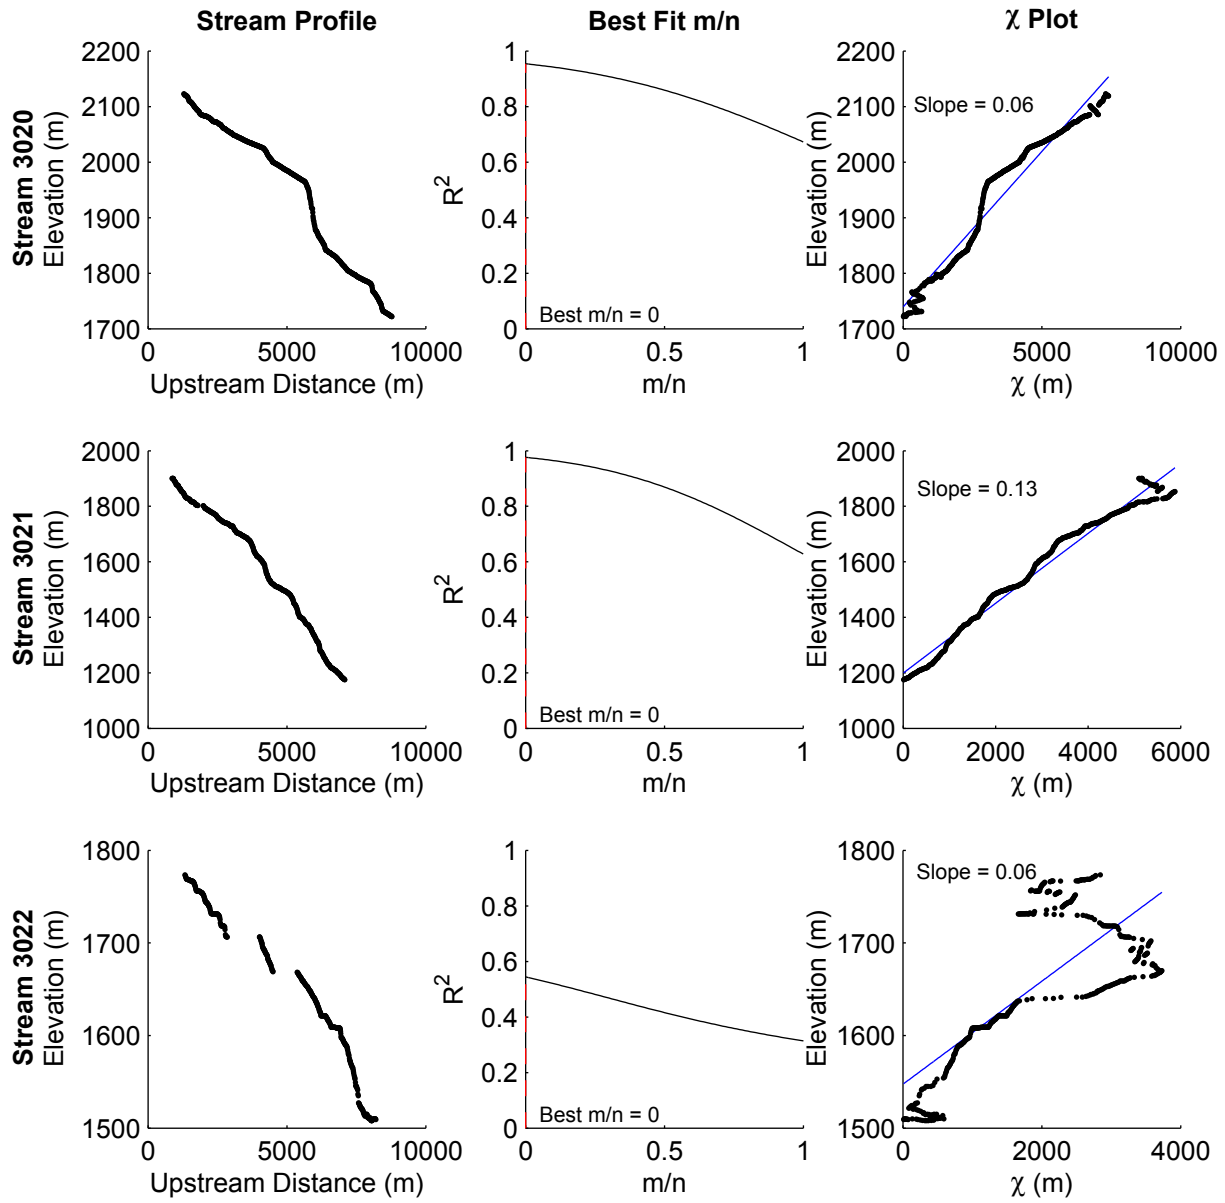 Stream Profile
Best Fit m/n
χ Plot
Stream 3020
Elevation (m)
2200
2100
2000
1900
1800
1700
0
5000
10000
Upstream Distance (m)
R²
1
0.8
0.6
0.4
0.2
0
Best m/n = 0
0
0.5
1
m/n
Elevation (m)
2200
2100
2000
1900
1800
1700
Slope = 0.06
0
5000
10000
χ (m)
Stream 3021
Elevation (m)
2000
1800
1600
1400
1200
1000
0
5000
10000
Upstream Distance (m)
R²
1
0.8
0.6
0.4
0.2
0
Best m/n = 0
0
0.5
1
m/n
Elevation (m)
2000
1800
1600
1400
1200
1000
Slope = 0.13
0
2000
4000
6000
χ (m)
Stream 3022
Elevation (m)
1800
1700
1600
1500
0
5000
10000
Upstream Distance (m)
R²
1
0.8
0.6
0.4
0.2
0
Best m/n = 0
0
0.5
1
m/n
Elevation (m)
1800
1700
1600
1500
Slope = 0.06
0
2000
4000
χ (m)